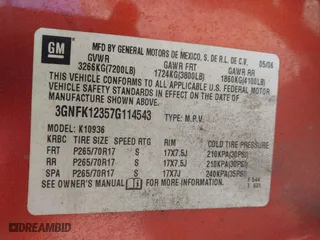 GM
MFD BY GENERAL MOTORS DE MEXICO, S. DE R.L. DE C.V.
GVWR GAWR FRT GAWR RR 05/06
3266KG(7200LB) 1724KG(3800LB) 1860KG(4100LB)
THIS VEHICLE CONFORMS TO ALL APPLICABLE U.S. FEDERAL MOTOR
VEHICLE SAFETY STANDARDS IN EFFECT ON THE DATE OF
MANUFACTURE SHOWN ABOVE.
3GNFK12357G114543 TYPE: M.P.V.
MODEL: K10936
KRBC TIRE SIZE SPEED RTG RIM COLD TIRE PRESSURE
FRT P265/70R17 S 17X7.5J 210KPA(30PSI)
RR P265/70R17 S 17X7.5J 210KPA(30PSI)
SPA P265/70R17 S 17X7J 240KPA(35PSI)
SEE OWNER'S MANUAL FOR ADDITIONAL INFORMATION.
DREAMBID